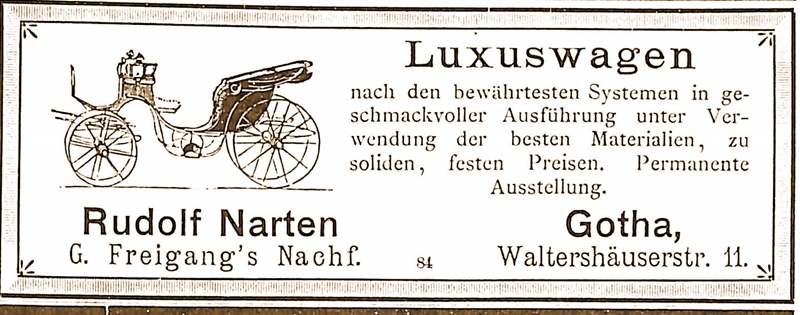 Luxuswagen
nach den bewährtesten Systemen in ge-
schmackvoller Ausführung unter Ver-
wendung der besten Materialien, zu
soliden, festen Preisen. Permanente
Ausstellung.
Rudolf Narten
G. Freigang's Nachf.
84
Gotha,
Waltershäuserstr. 11.